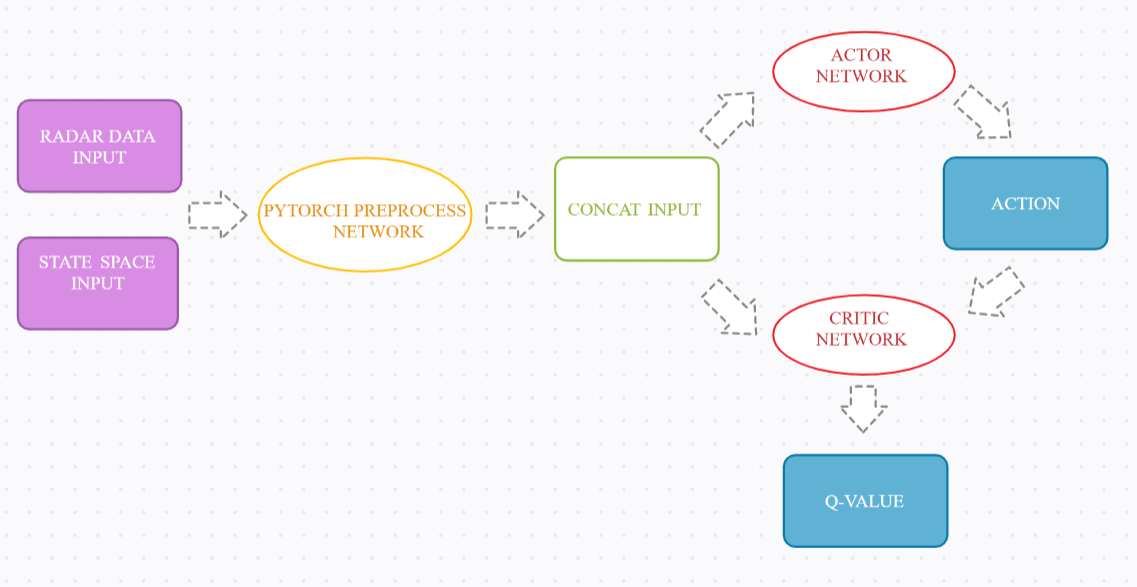 RADAR DATA
INPUT
STATE SPACE
INPUT
PYTORCH PREPROCESS
NETWORK
CONCAT INPUT
ACTOR
NETWORK
ACTION
CRITIC
NETWORK
Q-VALUE